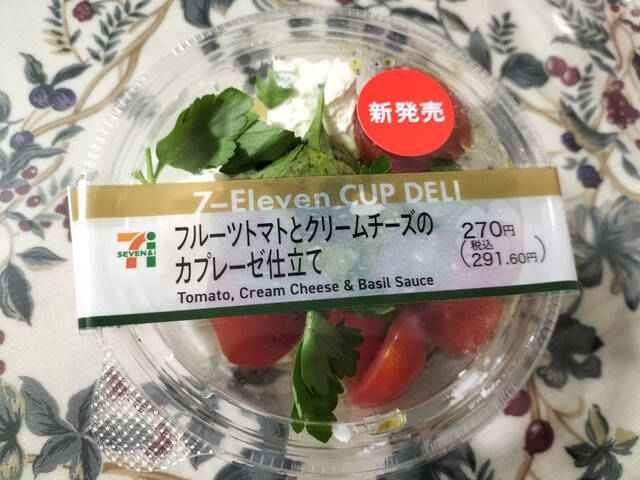 新発売
7-Eleven CUP DELI
7i
SEVEN&i
フルーツトマトとクリームチーズの
カプレーゼ仕立て
Tomato, Cream Cheese & Basil Sauce
270円
(税込
291.60円)